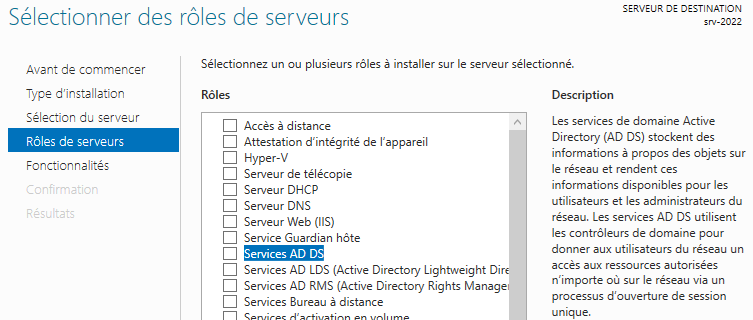 Sélectionner des rôles de serveurs
SERVEUR DE DESTINATION
srv-2022
Avant de commencer
Type d'installation
Sélection du serveur
Rôles de serveurs
Fonctionnalités
Confirmation
Résultats
Sélectionnez un ou plusieurs rôles à installer sur le serveur sélectionné.
Rôles
Accès à distance
Attestation d'intégrité de l'appareil
Hyper-V
Serveur de télécopie
Serveur DHCP
Serveur DNS
Serveur Web (IIS)
Service Guardian hôte
Services AD DS
Services AD LDS (Active Directory Lightweight Dire
Services AD RMS (Active Directory Rights Manager
Services Bureau à distance
Services d'activation en volume
Description
Les services de domaine Active
Directory (AD DS) stockent des
informations à propos des objets sur
le réseau et rendent ces
informations disponibles pour les
utilisateurs et les administrateurs du
réseau. Les services AD DS utilisent
les contrôleurs de domaine pour
donner aux utilisateurs du réseau un
accès aux ressources autorisées
n'importe où sur le réseau via un
processus d'ouverture de session
unique.